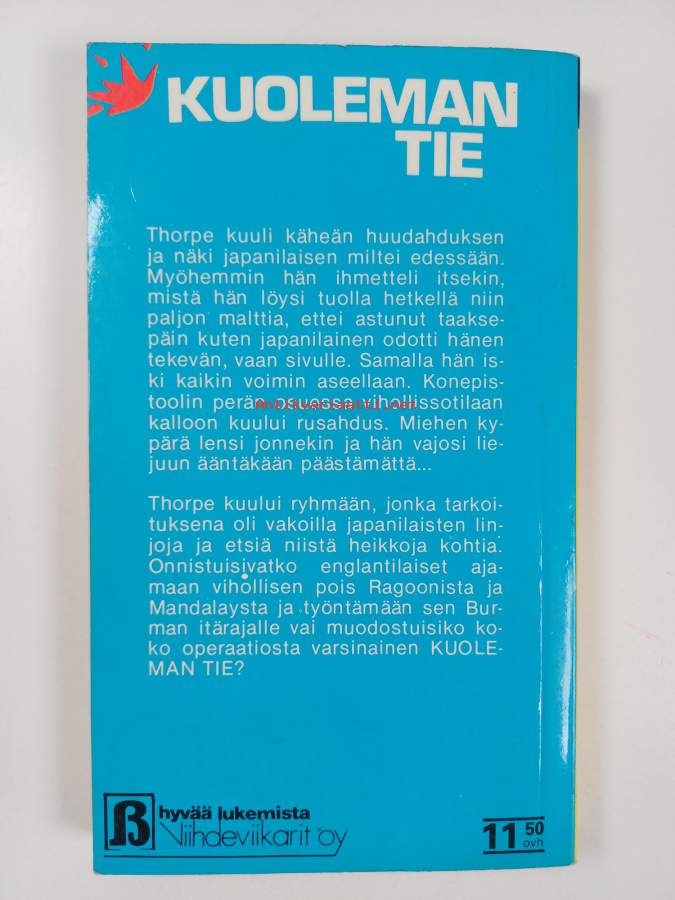 KUOLEMAN
TIE
Thorpe kuuli käheän huudahduksen
ja näki japanilaisen miltei edessään.
Myöhemmin hän ihmetteli itsekin,
mistä hän löysi tuolla hetkellä niin
paljon malttia, ettei astunut taakse-
päin kuten japanilainen odotti hänen
tekevän, vaan sivulle. Samalla hän is-
ki kaikin voimin aseellaan. Konepis-
toolin perän osuessa vihollissotilaan
antikvariaatti.net
kalloon kuului rusahdus. Miehen ky-
pärä lensi jonnekin ja hän vajosi lie-
juun ääntäkään päästämättä...
Thorpe kuului ryhmään, jonka tarkoi-
tuksena oli vakoilla japanilaisten lin-
joja ja etsiä niistä heikkoja kohtia.
Onnistuisivatko englantilaiset aja-
maan vihollisen pois Ragoonista ja
Mandalaysta ja työntämään sen Bur-
man itärajalle vai muodostuisiko ko-
ko operaatiosta varsinainen KUOLE-
MAN TIE?
hyvää lukemista
Viihdeviikarit oy
11 50
ovh